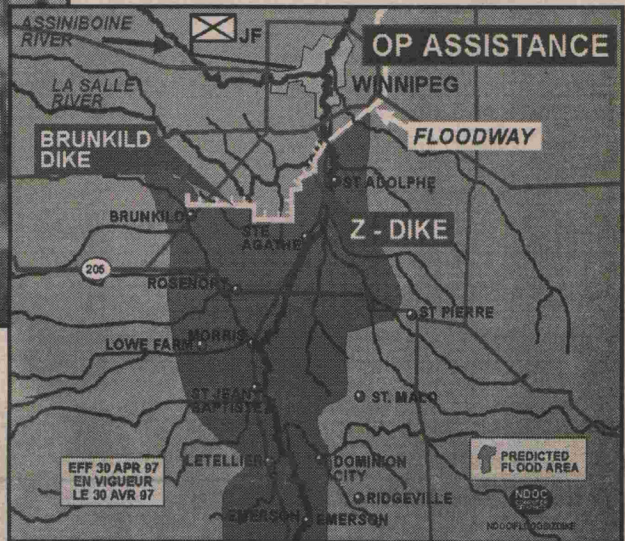 ASSINIBOINE
RIVER
JF
OP ASSISTANCE
LA SALLE
RIVER
WINNIPEG
BRUNKILD
DIKE
FLOODWAY
ST ADOLPHE
BRUNKILD
STE
AGATHE
Z - DIKE
205
ROSENORT
ST PIERRE
MORRIS
LOWE FARM
ST JEAN
BAPTISTE
ST. MALO
EFF 30 APR 97
EN VIGUEUR
LE 30 AVR 97
LETELLIER
DOMINION
CITY
PREDICTED
FLOOD AREA
RIDGEVILLE
NDOC
EMERSON
EMERSON